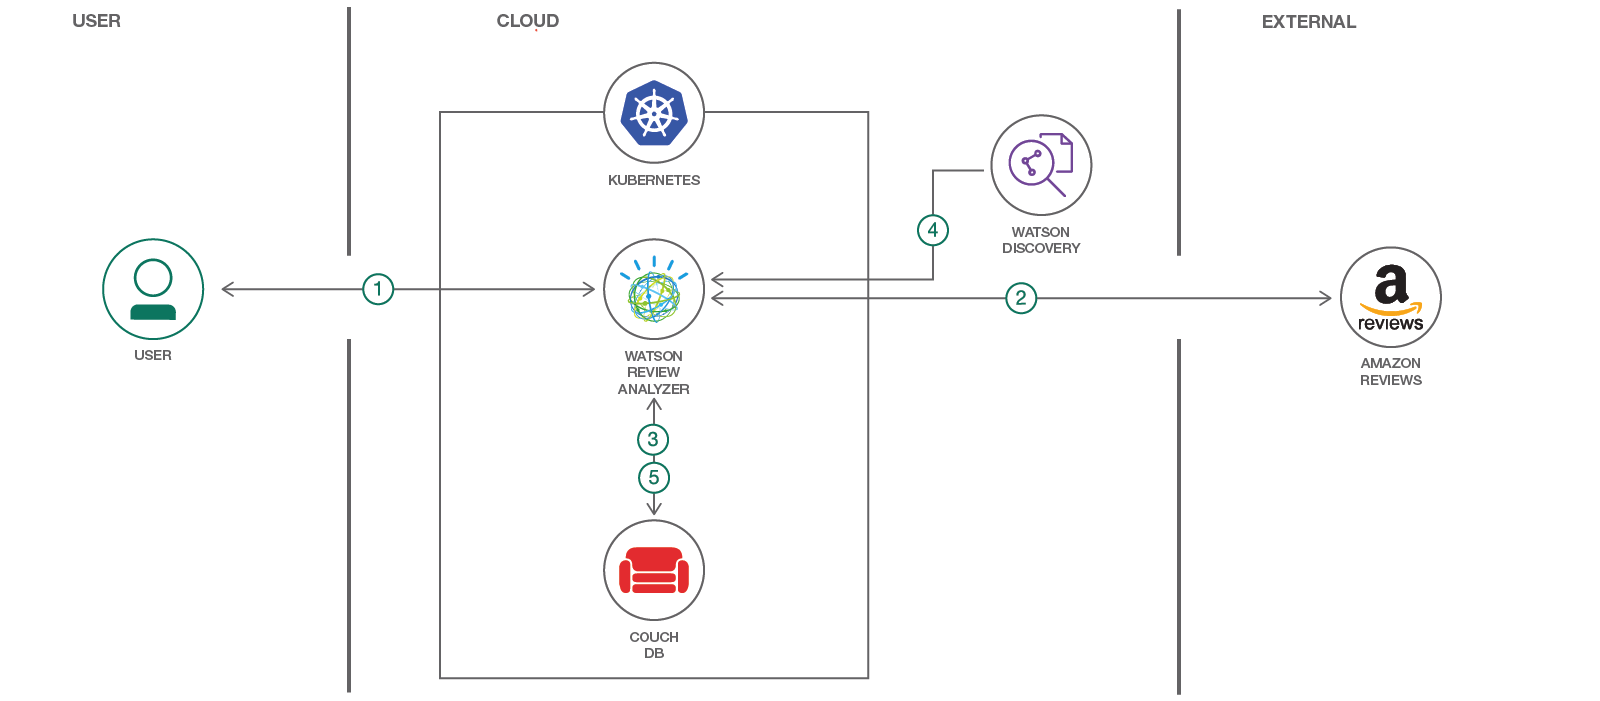 USER
CLOUD
EXTERNAL
KUBERNETES
WATSON
DISCOVERY
4
1
2
a
reviews
USER
WATSON
REVIEW
ANALYZER
AMAZON
REVIEWS
3
5
COUCH
DB